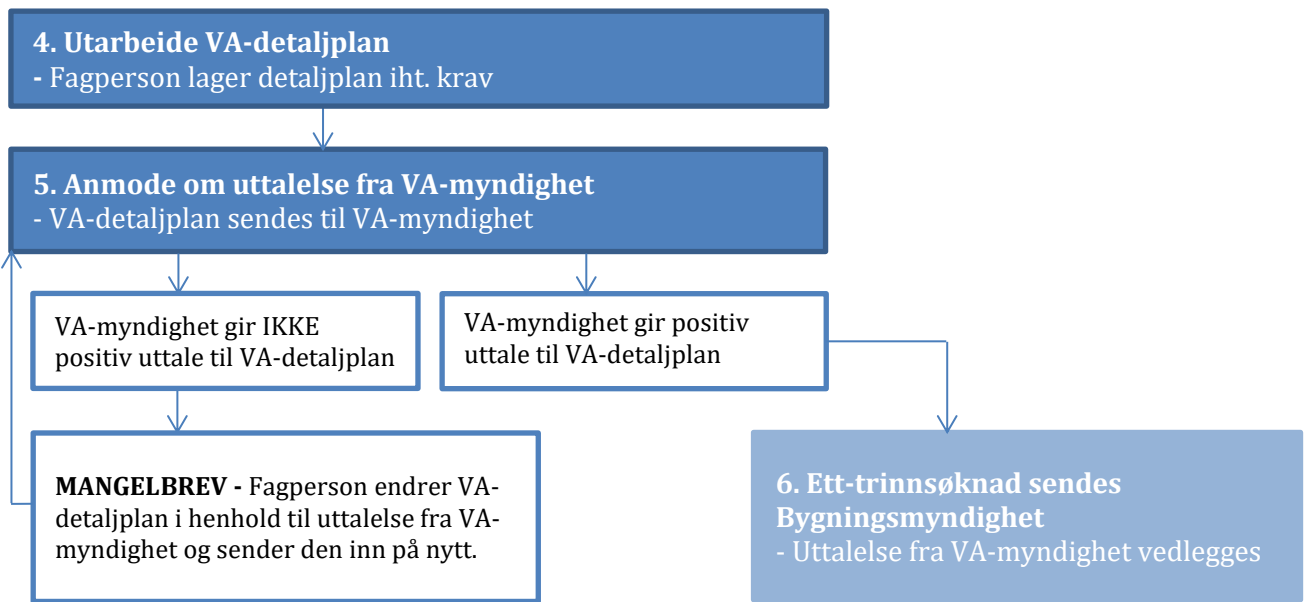 4. Utarbeide VA-detaljplan
- Fagperson lager detaljplan iht. krav
5. Anmode om uttalelse fra VA-myndighet
- VA-detaljplan sendes til VA-myndighet
VA-myndighet gir IKKE
positiv uttale til VA-detaljplan
VA-myndighet gir positiv
uttale til VA-detaljplan
MANGELBREV - Fagperson endrer VA-
detaljplan i henhold til uttalelse fra VA-
myndighet og sender den inn på nytt.
6. Ett-trinnsøknad sendes
Bygningsmyndighet
- Uttalelse fra VA-myndighet vedlegges